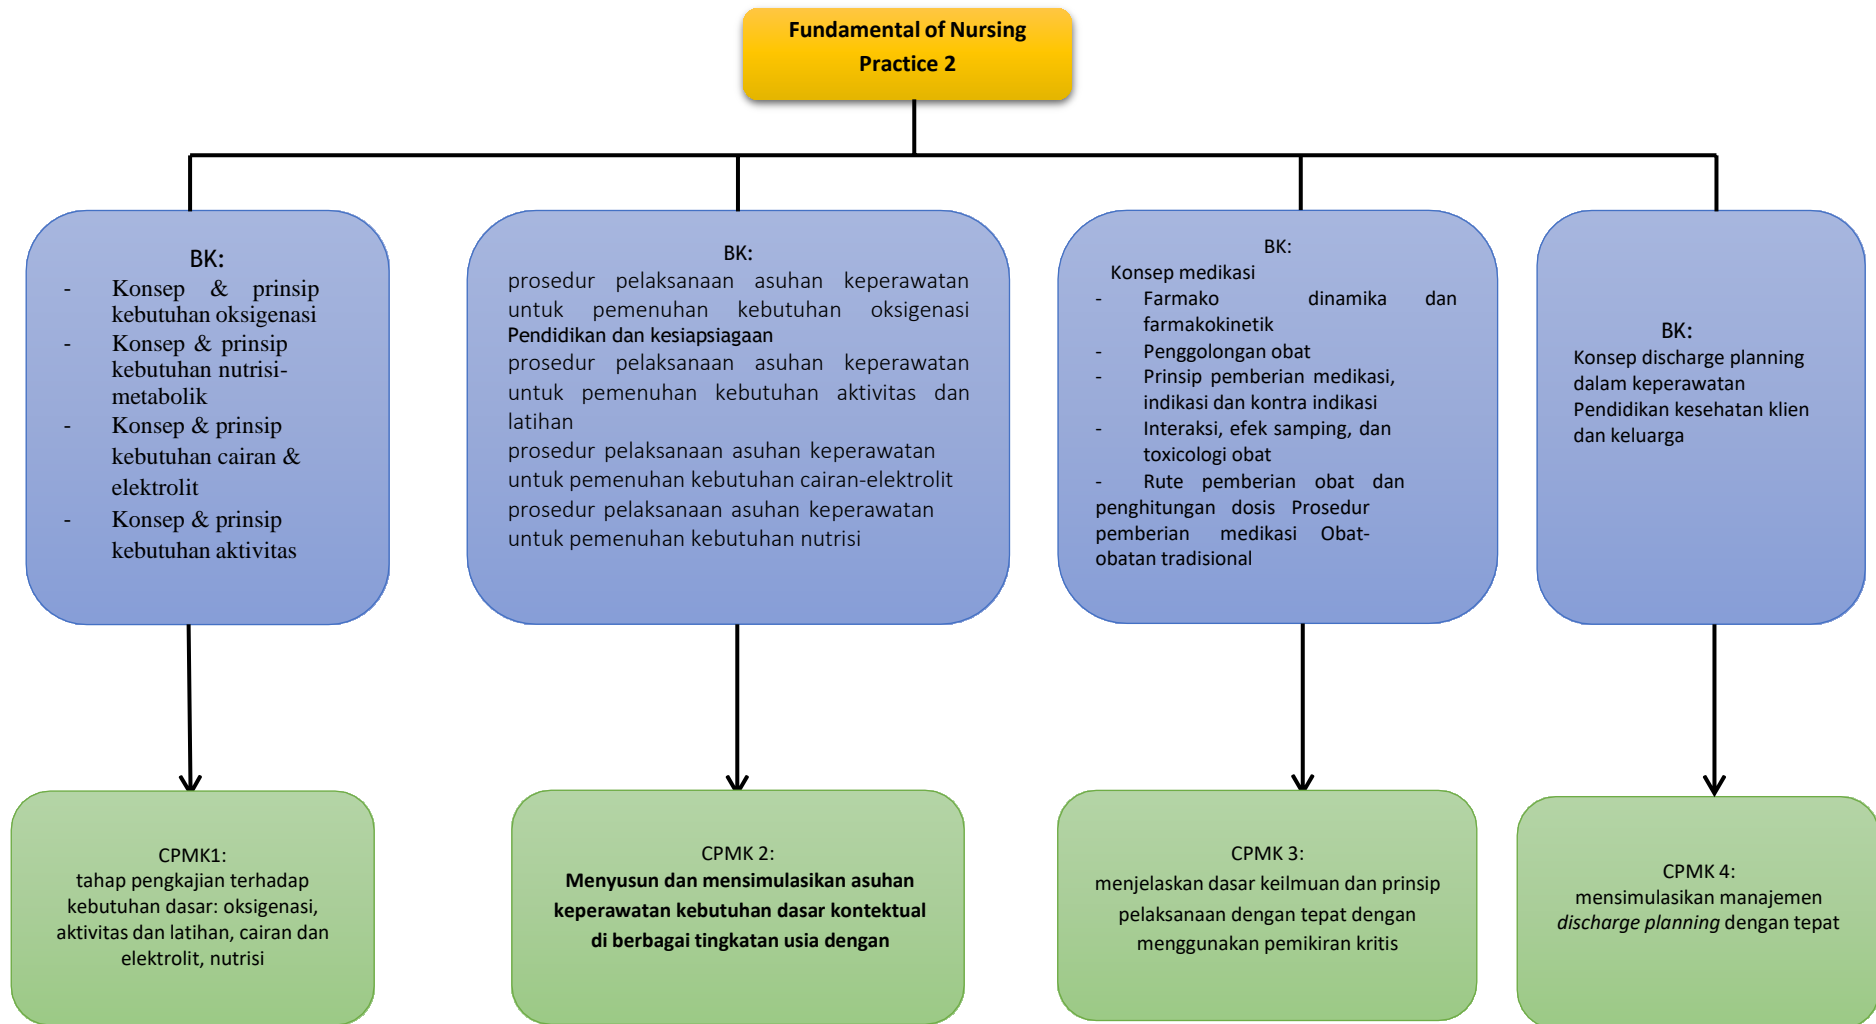 Fundamental of Nursing
Practice 2
BK:
- Konsep & prinsip
kebutuhan oksigenasi
- Konsep & prinsip
kebutuhan nutrisi-
metabolik
- Konsep & prinsip
kebutuhan cairan &
elektrolit
- Konsep & prinsip
kebutuhan aktivitas
BK:
prosedur pelaksanaan asuhan keperawatan
untuk pemenuhan kebutuhan oksigenasi
Pendidikan dan kesiapsiagaan
prosedur pelaksanaan asuhan keperawatan
untuk pemenuhan kebutuhan aktivitas dan
latihan
prosedur pelaksanaan asuhan keperawatan
untuk pemenuhan kebutuhan cairan-elektrolit
prosedur pelaksanaan asuhan keperawatan
untuk pemenuhan kebutuhan nutrisi
BK:
Konsep medikasi
- Farmako dinamika dan
farmakokinetik
- Penggolongan obat
- Prinsip pemberian medikasi,
indikasi dan kontra indikasi
- Interaksi, efek samping, dan
toxicologi obat
- Rute pemberian obat dan
penghitungan dosis Prosedur
pemberian medikasi Obat-
obatan tradisional
BK:
Konsep discharge planning
dalam keperawatan
Pendidikan kesehatan klien
dan keluarga
CPMK1:
tahap pengkajian terhadap
kebutuhan dasar: oksigenasi,
aktivitas dan latihan, cairan dan
elektrolit, nutrisi
CPMK 2:
Menyusun dan mensimulasikan asuhan
keperawatan kebutuhan dasar kontektual
di berbagai tingkatan usia dengan
CPMK 3:
menjelaskan dasar keilmuan dan prinsip
pelaksanaan dengan tepat dengan
menggunakan pemikiran kritis
CPMK 4:
mensimulasikan manajemen
discharge planning dengan tepat